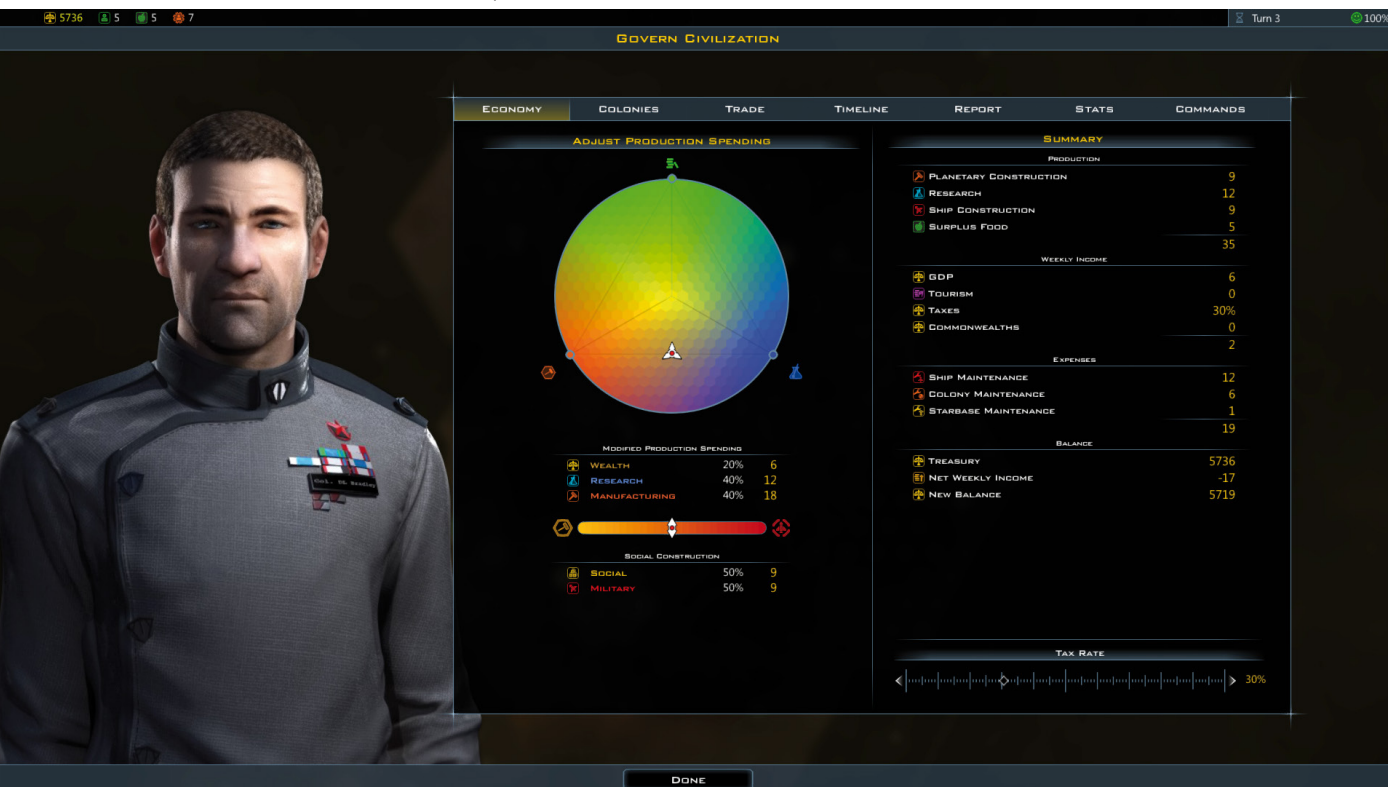 5736 5 5 7 Turn 3 100%
GOVERN CIVILIZATION
ECONOMY COLONIES TRADE TIMELINE REPORT STATS COMMANDS
ADJUST PRODUCTION SPENDING
MODIFIED PRODUCTION SPENDING
WEALTH 20% 6
RESEARCH 40% 12
MANUFACTURING 40% 18
SOCIAL CONSTRUCTION
SOCIAL 50% 9
MILITARY 50% 9
SUMMARY
PRODUCTION
PLANETARY CONSTRUCTION 9
RESEARCH 12
SHIP CONSTRUCTION 9
SURPLUS FOOD 5
35
WEEKLY INCOME
GDP 6
TOURISM 0
TAXES 30%
COMMONWEALTHS 0
2
EXPENSES
SHIP MAINTENANCE 12
COLONY MAINTENANCE 6
STARBASE MAINTENANCE 1
19
BALANCE
TREASURY 5736
NET WEEKLY INCOME -17
NEW BALANCE 5719
TAX RATE
30%
DONE